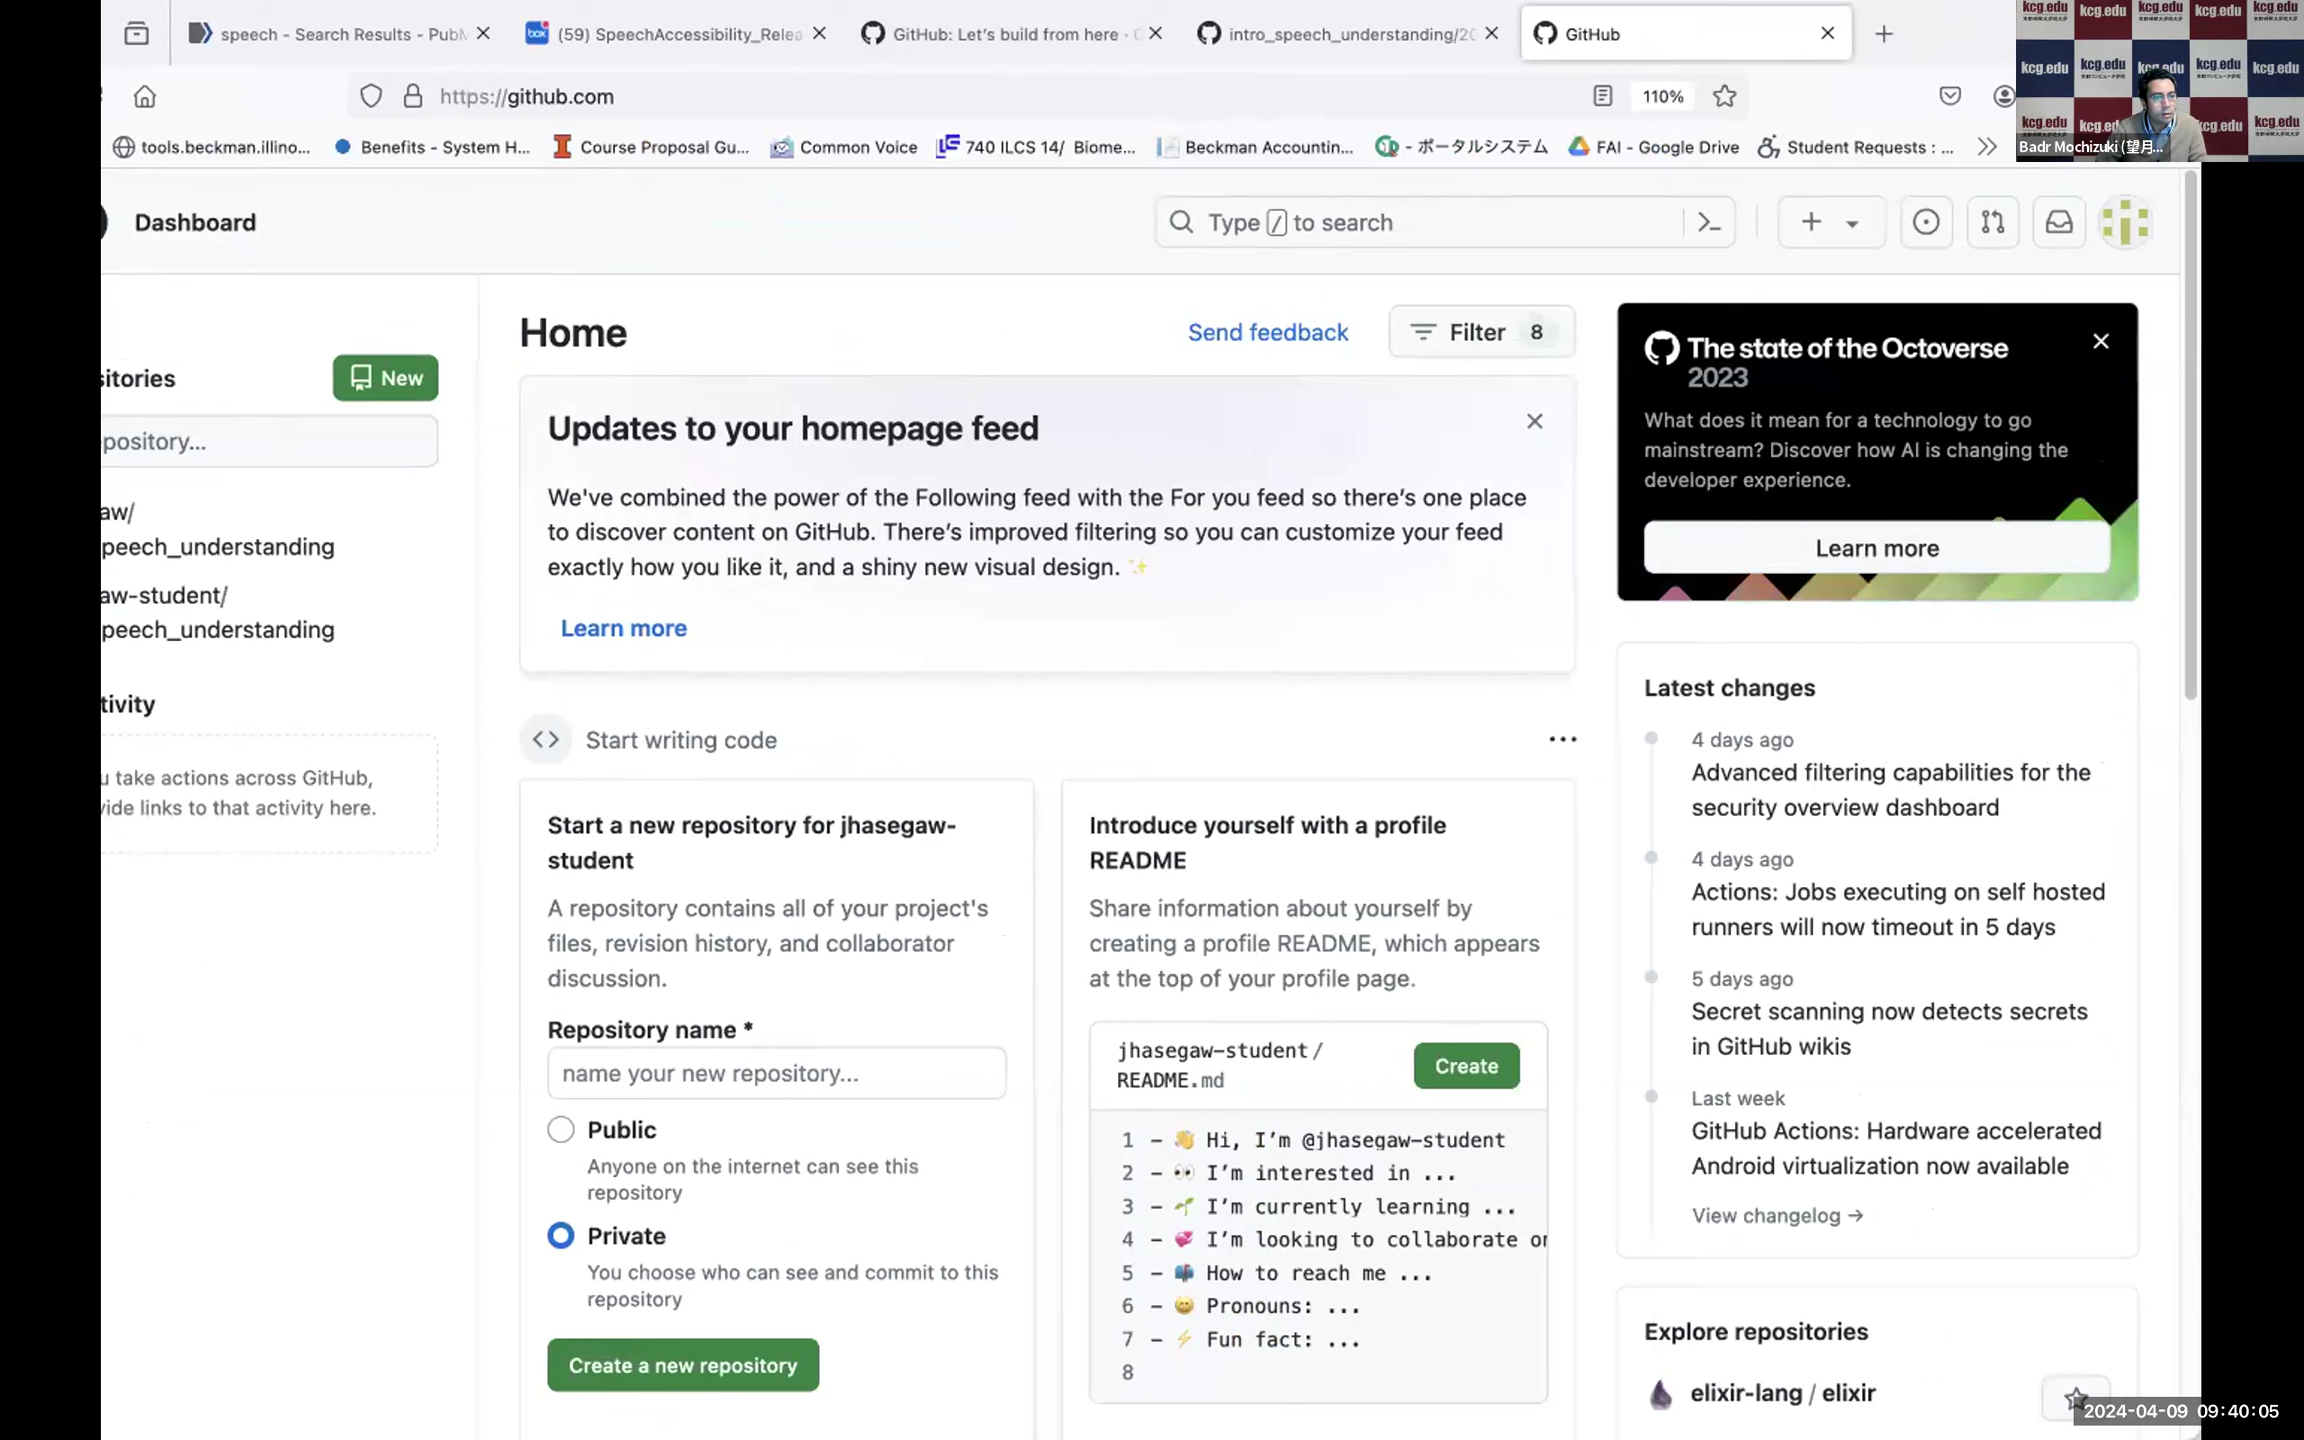 speech - Search Results - PubM
(59) SpeechAccessibility_Relea
GitHub: Let's build from here ·
intro_speech_understanding/20
GitHub
https://github.com
110%
tools.beckman.illino...
Benefits - System H...
Course Proposal Gu...
Common Voice
740 ILCS 14/ Biome...
Beckman Accountin...
- ポータルシステム
FAI - Google Drive
Student Requests : ...
kcg.edu
Badr Mochizuki (望月...
Dashboard
Type / to search
Home
Send feedback
Filter 8
sitories
New
pository...
aw/
peech_understanding
aw-student/
peech_understanding
tivity
u take actions across GitHub,
vide links to that activity here.
Updates to your homepage feed
We've combined the power of the Following feed with the For you feed so there's one place
to discover content on GitHub. There's improved filtering so you can customize your feed
exactly how you like it, and a shiny new visual design. ✨
Learn more
Start writing code
Start a new repository for jhasegaw-
student
A repository contains all of your project's
files, revision history, and collaborator
discussion.
Repository name *
name your new repository...
Public
Anyone on the internet can see this
repository
Private
You choose who can see and commit to this
repository
Create a new repository
Introduce yourself with a profile
README
Share information about yourself by
creating a profile README, which appears
at the top of your profile page.
jhasegaw-student/
README.md
Create
1 - 👋 Hi, I'm @jhasegaw-student
2 - 👀 I'm interested in ...
3 - 🌱 I'm currently learning ...
4 - 💞️ I'm looking to collaborate on
5 - 📫 How to reach me ...
6 - 😄 Pronouns: ...
7 - ⚡ Fun fact: ...
8
The state of the Octoverse
2023
What does it mean for a technology to go
mainstream? Discover how AI is changing the
developer experience.
Learn more
Latest changes
4 days ago
Advanced filtering capabilities for the
security overview dashboard
4 days ago
Actions: Jobs executing on self hosted
runners will now timeout in 5 days
5 days ago
Secret scanning now detects secrets
in GitHub wikis
Last week
GitHub Actions: Hardware accelerated
Android virtualization now available
View changelog →
Explore repositories
elixir-lang / elixir
2024-04-09 09:40:05